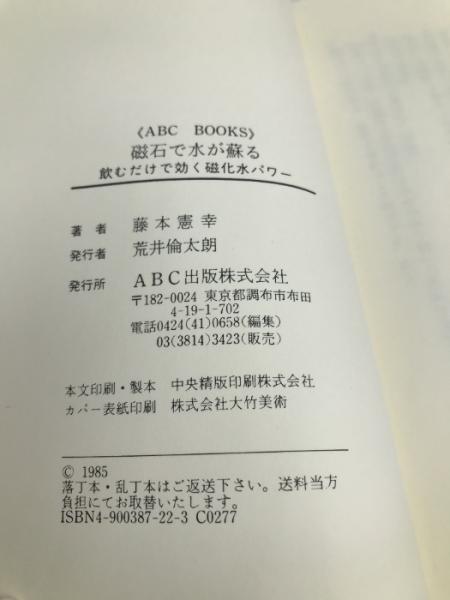 《ABC BOOKS》
磁石で水が蘇る
飲むだけで効く磁化水パワー
著者 藤本憲幸
発行者 荒井倫太朗
発行所 ABC出版株式会社
〒182-0024 東京都調布市布田
4-19-1-702
電話0424(41)0658(編集)
03(3814)3423(販売)
本文印刷・製本 中央精版印刷株式会社
カバー表紙印刷 株式会社大竹美術
© 1985
落丁本・乱丁本はご返送下さい。送料当方
負担にてお取替いたします。
ISBN4-900387-22-3 C0277